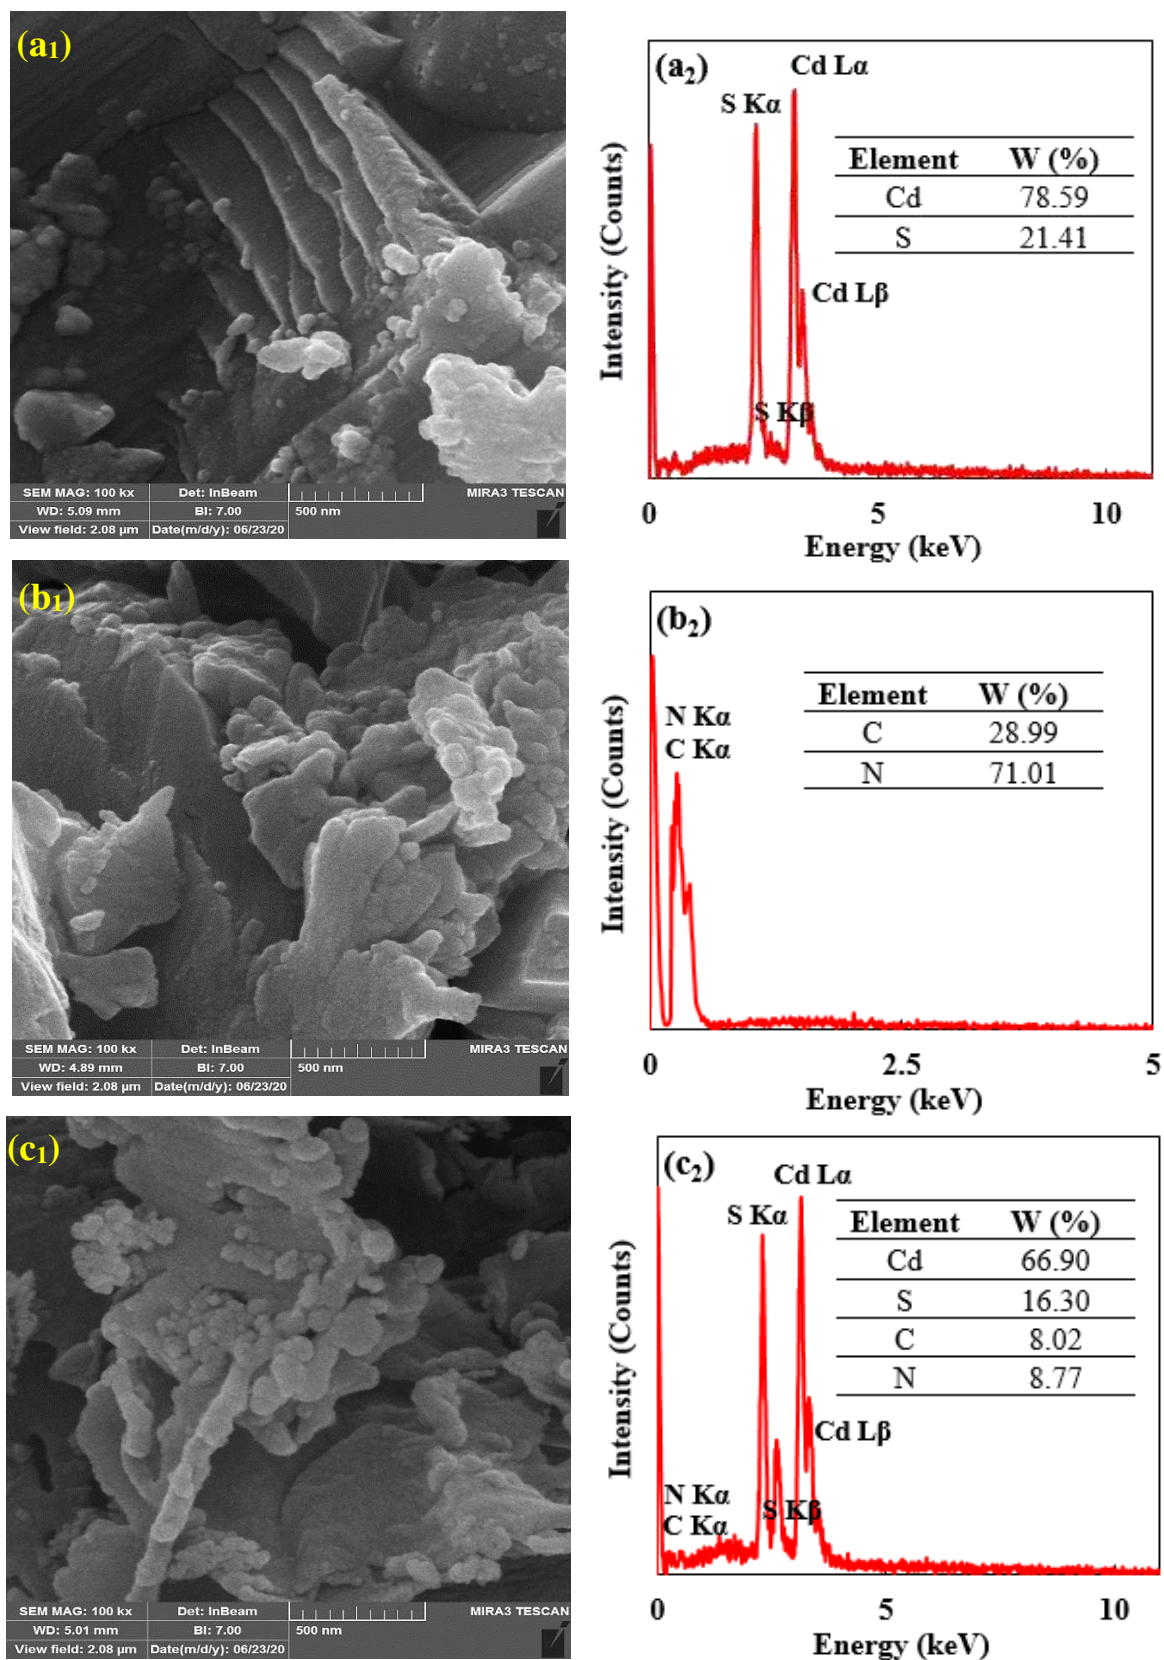 (a1)
SEM MAG: 100 kx Det: InBeam MIRA3 TESCAN
WD: 5.09 mm BI: 7.00 500 nm
View field: 2.08 µm Date(m/d/y): 06/23/20
(a2)
Cd Lα
S Kα
Element W (%)
Cd 78.59
S 21.41
Cd Lβ
S Kβ
Intensity (Counts)
0 5 10
Energy (keV)
(b1)
SEM MAG: 100 kx Det: InBeam MIRA3 TESCAN
WD: 4.89 mm BI: 7.00 500 nm
View field: 2.08 µm Date(m/d/y): 06/23/20
(b2)
N Kα
C Kα
Element W (%)
C 28.99
N 71.01
Intensity (Counts)
0 2.5 5
Energy (keV)
(c1)
SEM MAG: 100 kx Det: InBeam MIRA3 TESCAN
WD: 5.01 mm BI: 7.00 500 nm
View field: 2.08 µm Date(m/d/y): 06/23/20
(c2)
Cd Lα
S Kα
Element W (%)
Cd 66.90
S 16.30
C 8.02
N 8.77
Cd Lβ
N Kα
C Kα
S Kβ
Intensity (Counts)
0 5 10
Energy (keV)